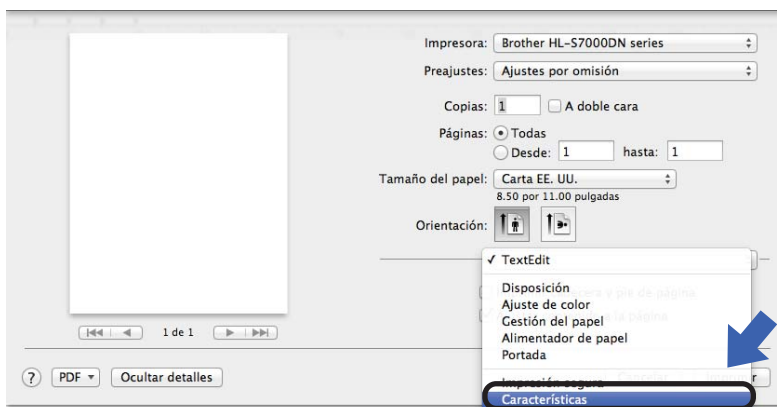 Impresora: Brother HL-S7000DN series
Preajustes: Ajustes por omisión
Copias: 1 A doble cara
Páginas: Todas
Desde: 1 hasta: 1
Tamaño del papel: Carta EE. UU.
8.50 por 11.00 pulgadas
Orientación:
✓ TextEdit
Disposición
Ajuste de color
Gestión del papel
Alimentador de papel
Portada
Impresión segura
Características
1 de 1
? PDF Ocultar detalles